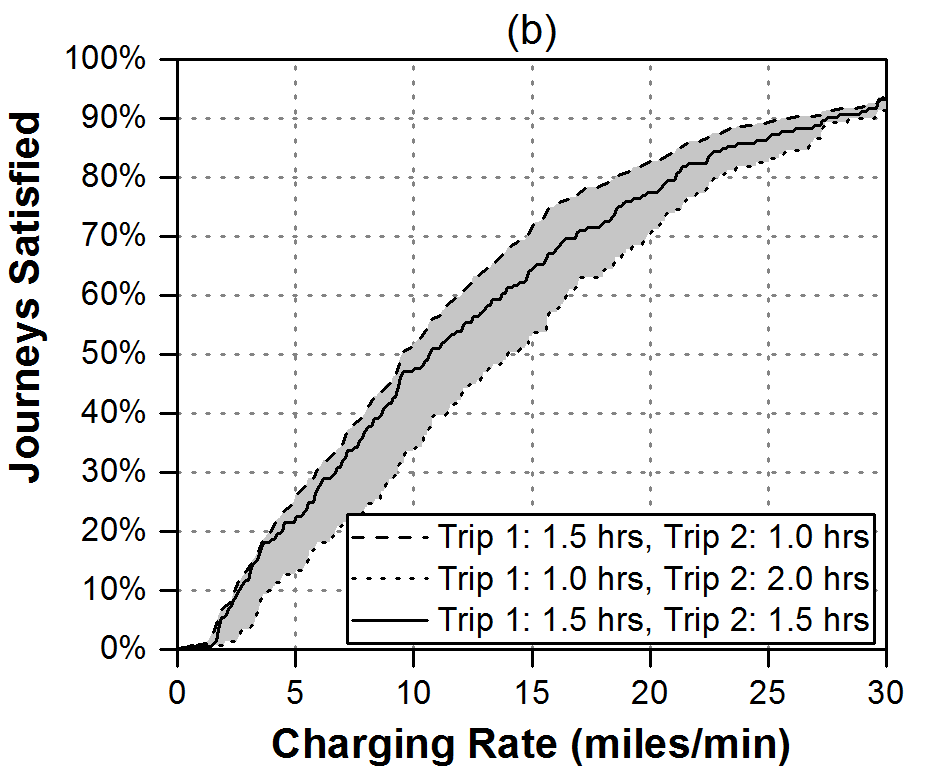 (b)
100%
90%
80%
70%
60%
50%
40%
30%
20%
10%
0%
Journeys Satisfied
Trip 1: 1.5 hrs, Trip 2: 1.0 hrs
Trip 1: 1.0 hrs, Trip 2: 2.0 hrs
Trip 1: 1.5 hrs, Trip 2: 1.5 hrs
0 5 10 15 20 25 30
Charging Rate (miles/min)